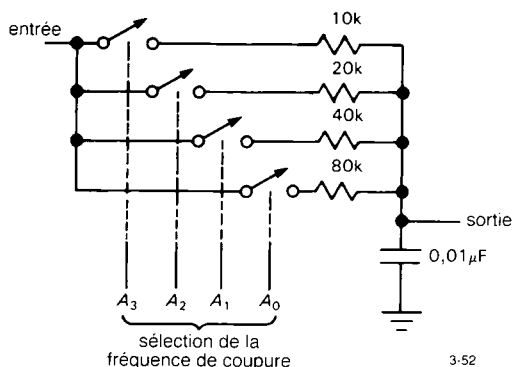 entrée
10k
20k
40k
80k
sortie
0,01µF
A₃ A₂ A₁ A₀
sélection de la
fréquence de coupure
3-52